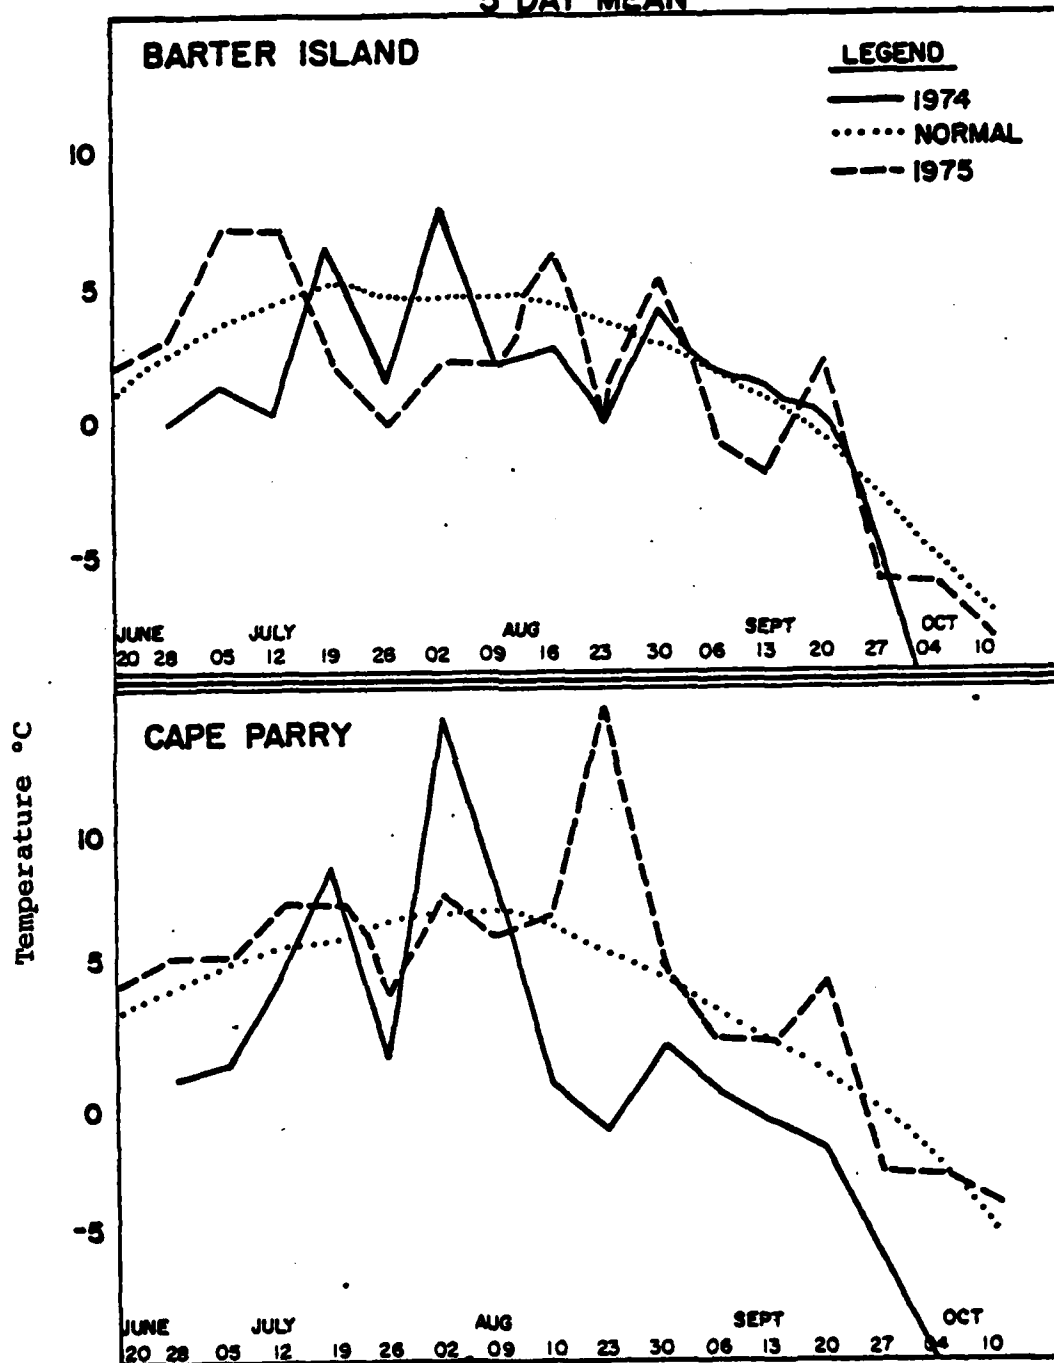 5 DAY MEAN
BARTER ISLAND
LEGEND
1974
NORMAL
1975
10
5
0
-5
JUNE JULY AUG SEPT OCT
20 28 05 12 19 26 02 09 16 23 30 06 13 20 27 04 10
Temperature °C
CAPE PARRY
10
5
0
-5
JUNE JULY AUG SEPT OCT
20 28 05 12 19 26 02 09 10 23 30 06 13 20 27 04 10